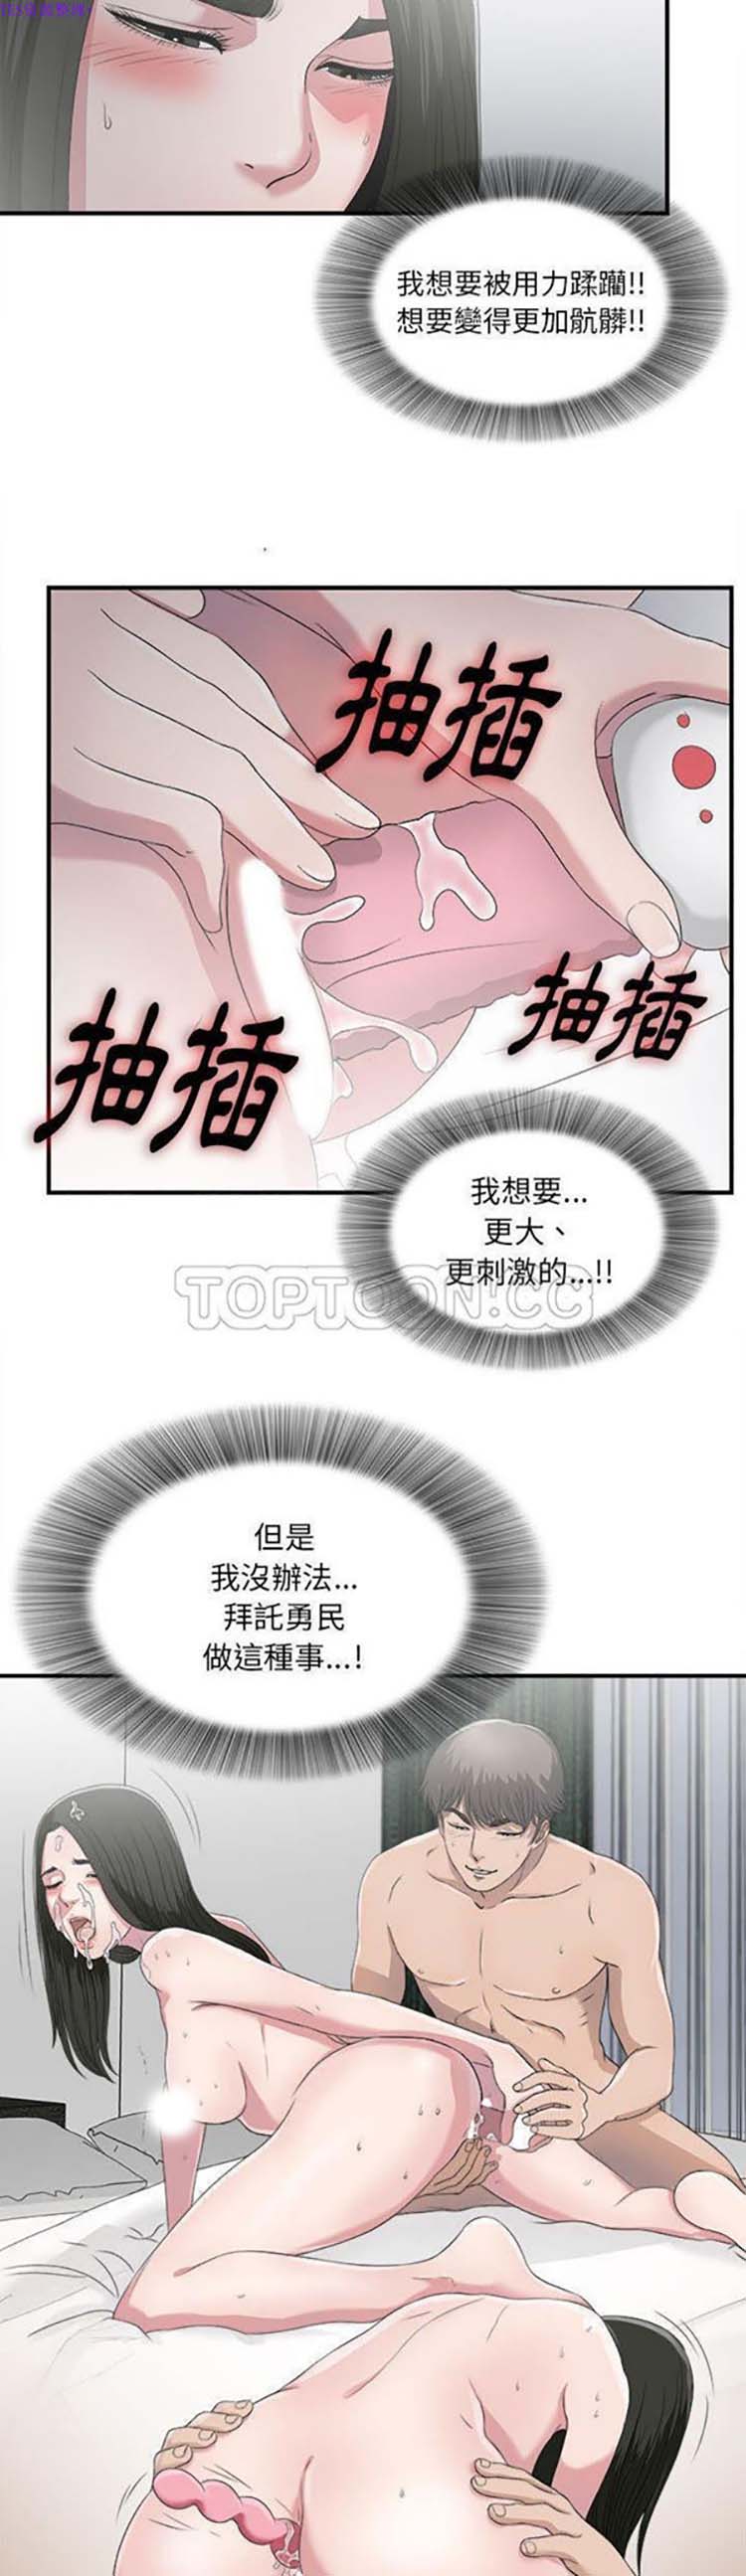 我想要被用力蹂躪!!
想要變得更加骯髒!!
抽插
抽插
抽插
我想要...
更大、
更刺激的...!!
TOPTOON.CC
但是
我沒辦法...
拜託勇民
做這種事...!